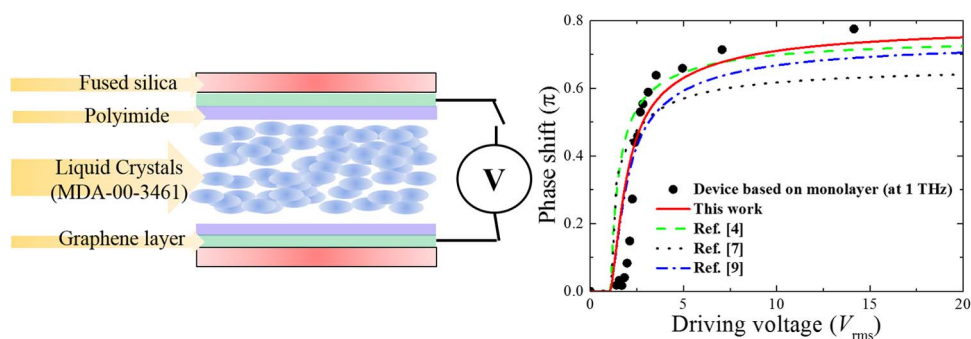 Fused silica
Polyimide
Liquid Crystals
(MDA-00-3461)
Graphene layer
V
Phase shift (π)
0.8
0.6
0.4
0.2
0.0
Device based on monolayer (at 1 THz)
This work
Ref. [4]
Ref. [7]
Ref. [9]
0 5 10 15 20
Driving voltage (Vrms)